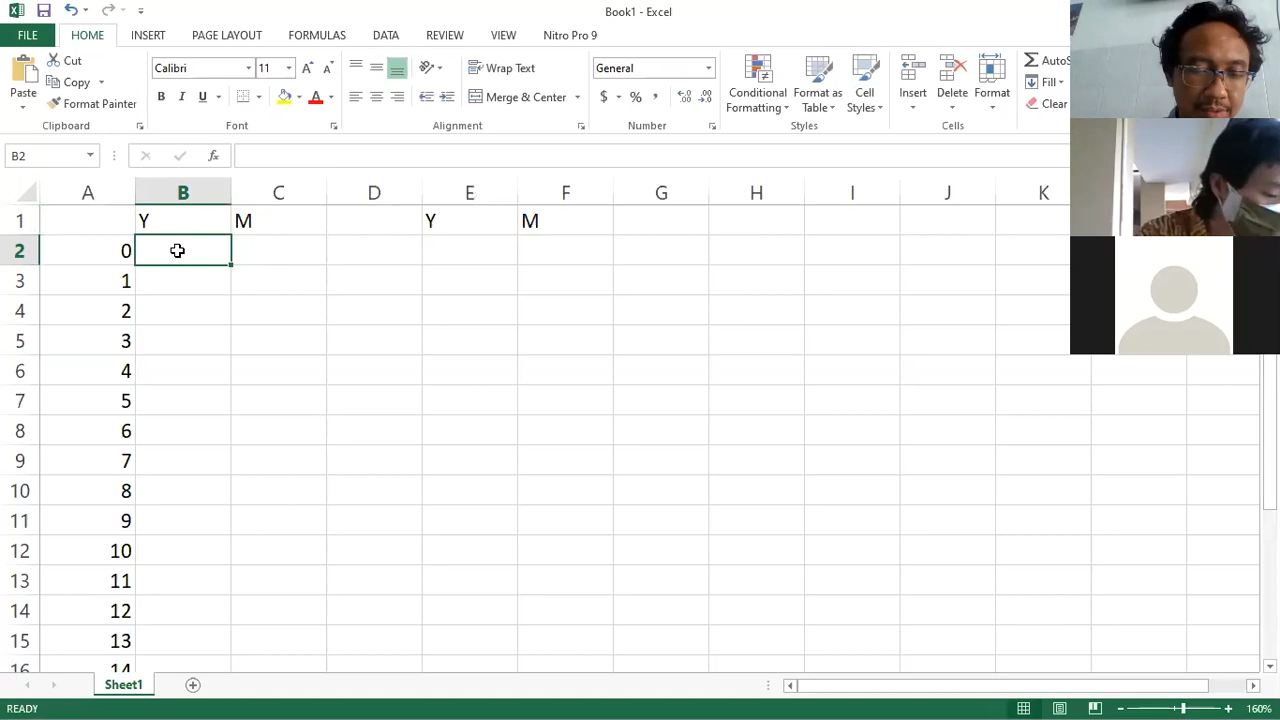 Book1 - Excel
FILE HOME INSERT PAGE LAYOUT FORMULAS DATA REVIEW VIEW Nitro Pro 9
Paste
Cut
Copy
Format Painter
Clipboard
Calibri 11
B I U
Font
Wrap Text
Merge & Center
Alignment
General
$ % ,
Number
Conditional Formatting
Format as Table
Cell Styles
Styles
Insert
Delete
Format
Cells
Fill
Clear
B2
A B C D E F G H I J K
1 Y M Y M
2 0
3 1
4 2
5 3
6 4
7 5
8 6
9 7
10 8
11 9
12 10
13 11
14 12
15 13
16 14
Sheet1
READY 160%